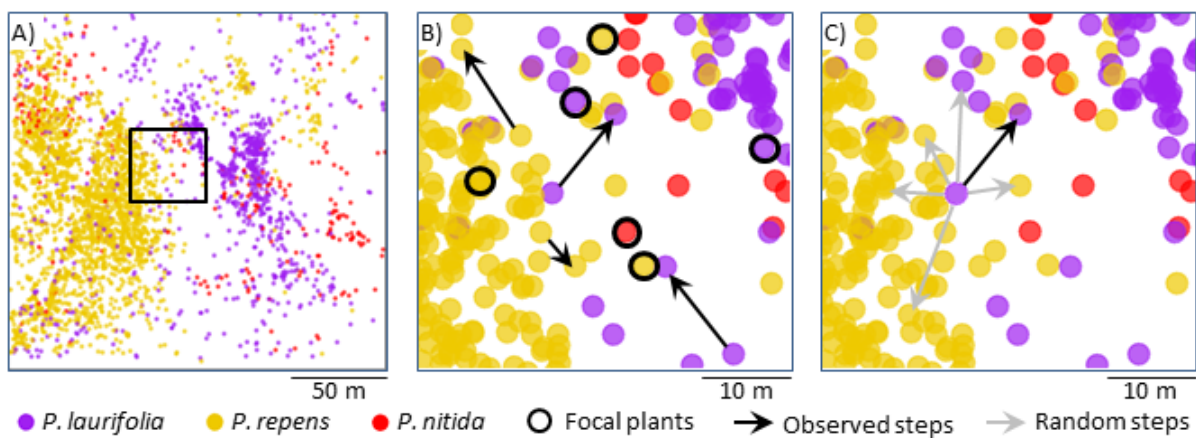 A) B) C)
50 m 10 m 10 m
P. laurifolia P. repens P. nitida Focal plants Observed steps Random steps